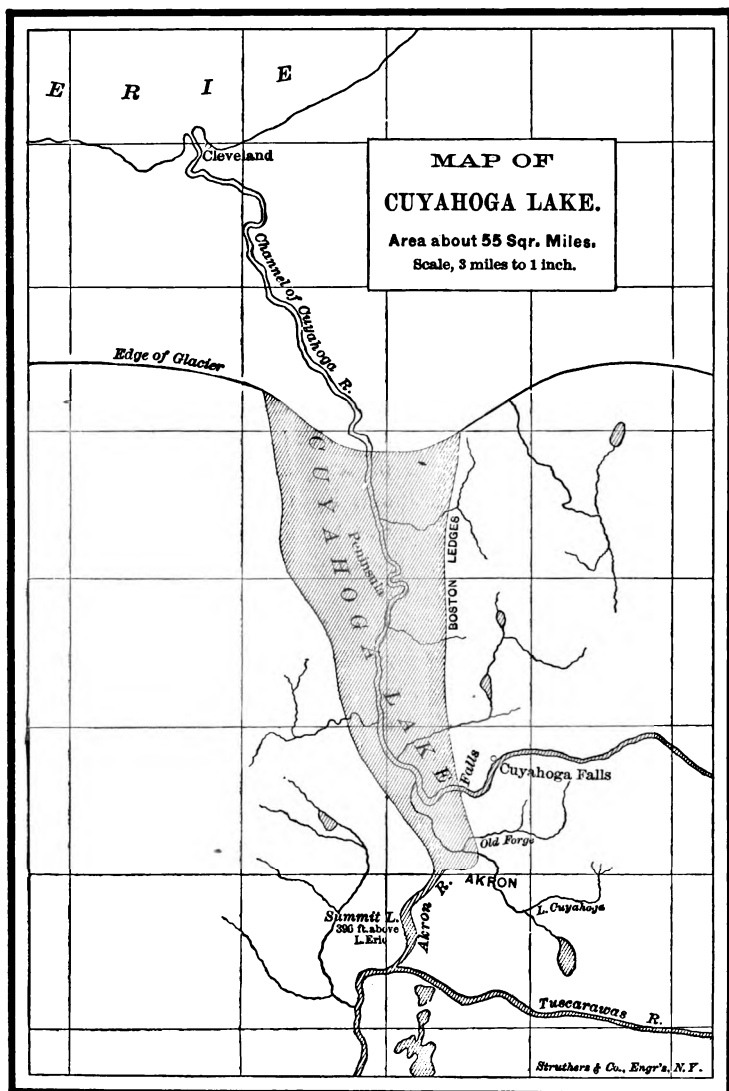 ERIE
Cleveland
MAP OF
CUYAHOGA LAKE.
Area about 55 Sqr. Miles.
Scale, 3 miles to 1 inch.
Channel of Cuyahoga R.
Edge of Glacier
CUYAHOGA LAKE
Peninsula
BOSTON LEDGES
Falls
Cuyahoga Falls
Old Forge
AKRON
Akron R.
L. Cuyahoga
Summit L.
396 ft. above
L. Erie
Tuscarawas R.
Struthers & Co., Engr's, N.Y.